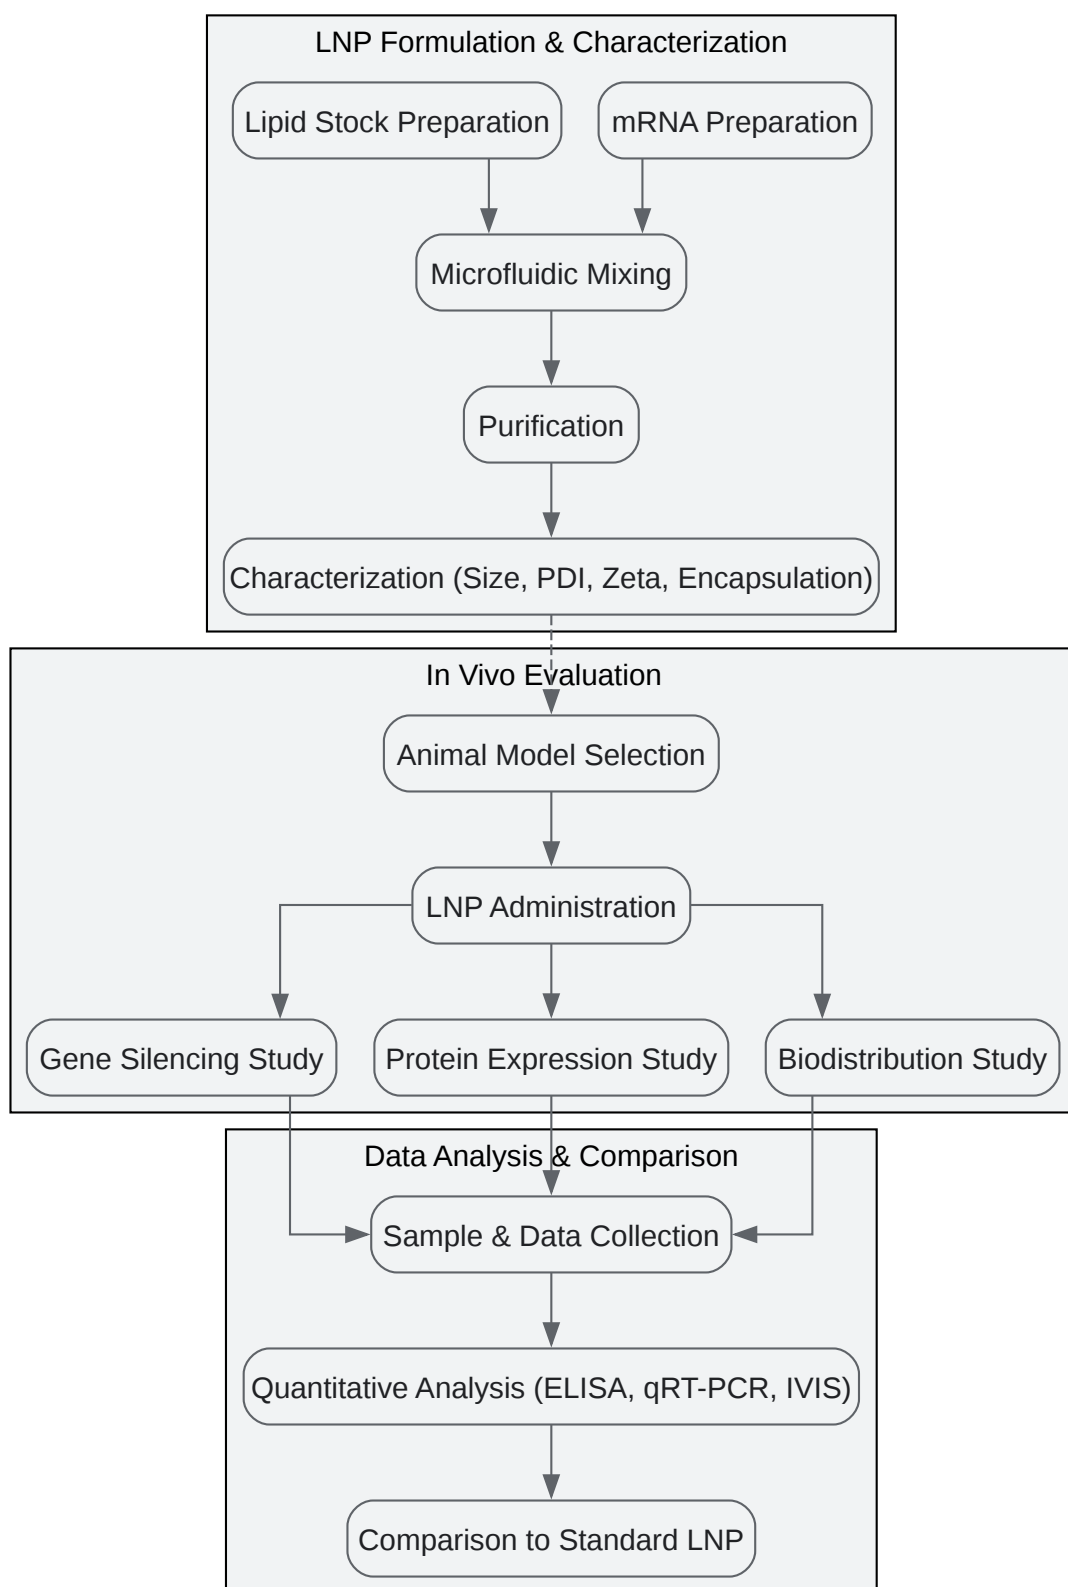 LNP Formulation & Characterization
Lipid Stock Preparation
mRNA Preparation
Microfluidic Mixing
Purification
Characterization (Size, PDI, Zeta, Encapsulation)
In Vivo Evaluation
Animal Model Selection
LNP Administration
Gene Silencing Study
Protein Expression Study
Biodistribution Study
Data Analysis & Comparison
Sample & Data Collection
Quantitative Analysis (ELISA, qRT-PCR, IVIS)
Comparison to Standard LNP